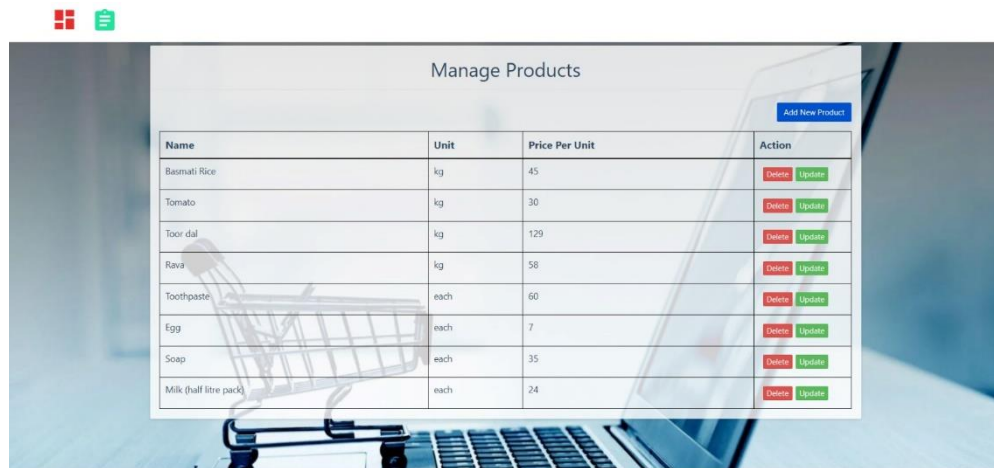 Manage Products
Add New Product
Name Unit Price Per Unit Action
Basmati Rice kg 45 Delete Update
Tomato kg 30 Delete Update
Toor dal kg 129 Delete Update
Rava kg 58 Delete Update
Toothpaste each 60 Delete Update
Egg each 7 Delete Update
Soap each 35 Delete Update
Milk (half litre pack) each 24 Delete Update